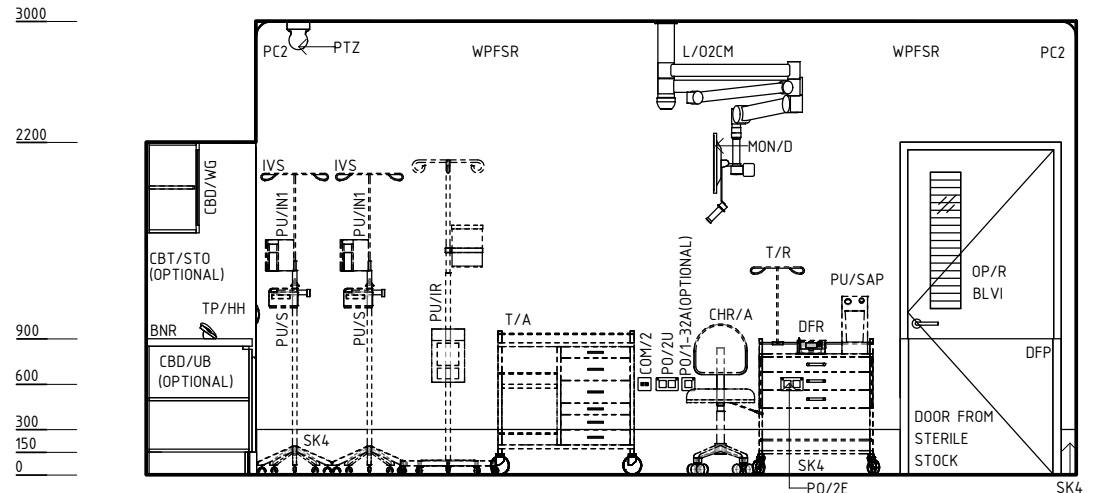 3000
PC2
PTZ
WPFSR
L/O2CM
WPFSR
PC2
2200
MON/D
IVS
IVS
CBD/WG
PU/IN1
PU/IN1
CBT/STO
(OPTIONAL)
T/R
OP/R
BLVI
PU/SAP
TP/HH
PU/S
PU/S
PU/IR
T/A
COM/2
PO/2U
PO/1-32A(OPTIONAL)
CHR/A
DFR
900
BNR
DFP
CBD/UB
(OPTIONAL)
600
300
SK4
DOOR FROM
STERILE
STOCK
150
0
SK4
PO/2E
SK4